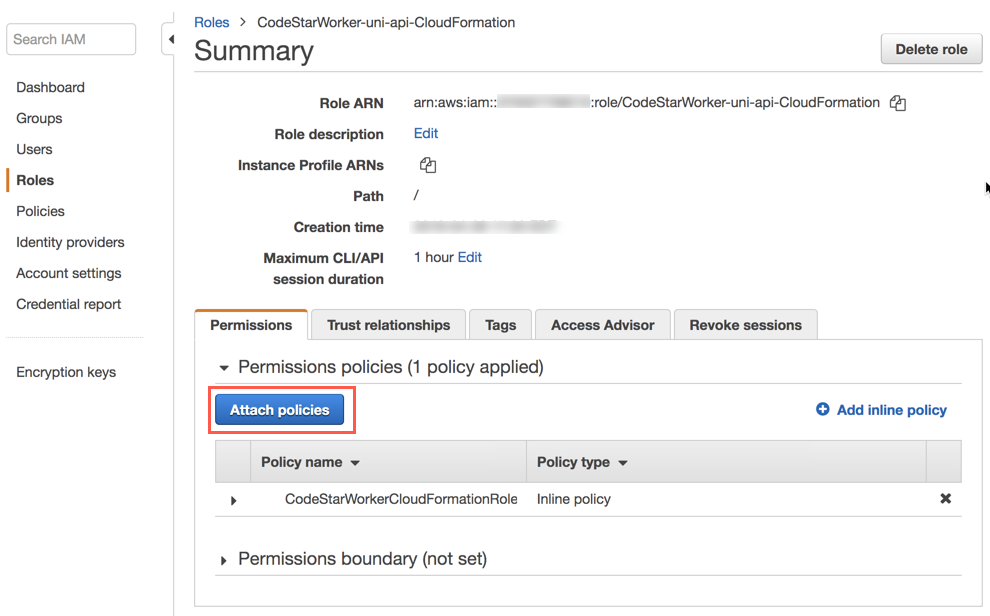 Roles > CodeStarWorker-uni-api-CloudFormation
Search IAM
Summary
Delete role
Dashboard
Groups
Users
Roles
Policies
Identity providers
Account settings
Credential report
Encryption keys
Role ARN arn:aws:iam:: :role/CodeStarWorker-uni-api-CloudFormation
Role description Edit
Instance Profile ARNs
Path /
Creation time
Maximum CLI/API 1 hour Edit
session duration
Permissions Trust relationships Tags Access Advisor Revoke sessions
Permissions policies (1 policy applied)
Attach policies Add inline policy
Policy name Policy type
CodeStarWorkerCloudFormationRole Inline policy
Permissions boundary (not set)